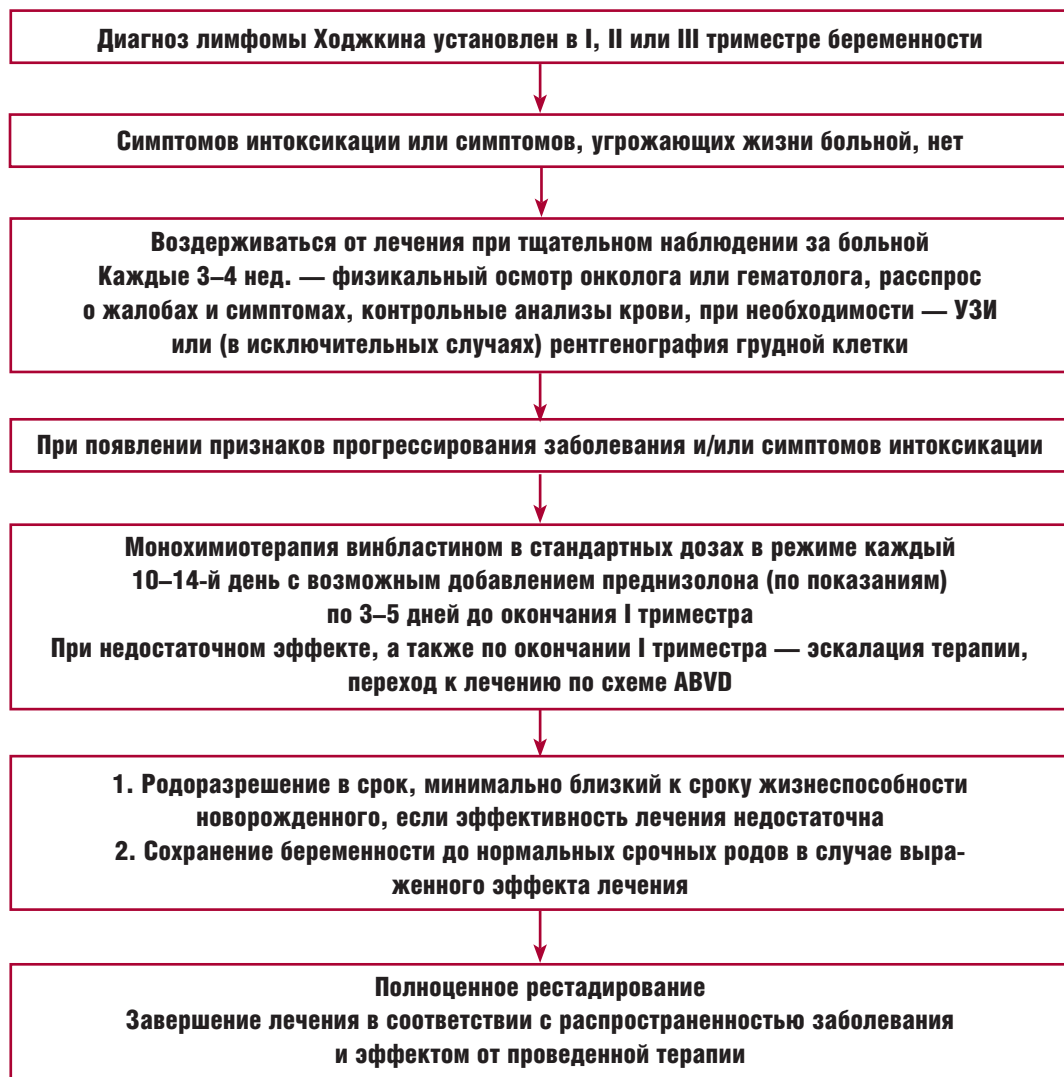 Диагноз лимфомы Ходжкина установлен в I, II или III триместре беременности
Симптомов интоксикации или симптомов, угрожающих жизни больной, нет
Воздерживаться от лечения при тщательном наблюдении за больной
Каждые 3–4 нед. — физикальный осмотр онколога или гематолога, расспрос
о жалобах и симптомах, контрольные анализы крови, при необходимости — УЗИ
или (в исключительных случаях) рентгенография грудной клетки
При появлении признаков прогрессирования заболевания и/или симптомов интоксикации
Монохимиотерапия винбластином в стандартных дозах в режиме каждый
10–14-й день с возможным добавлением преднизолона (по показаниям)
по 3–5 дней до окончания I триместра
При недостаточном эффекте, а также по окончании I триместра — эскалация терапии,
переход к лечению по схеме ABVD
1. Родоразрешение в срок, минимально близкий к сроку жизнеспособности
новорожденного, если эффективность лечения недостаточна
2. Сохранение беременности до нормальных срочных родов в случае выра-
женного эффекта лечения
Полноценное рестадирование
Завершение лечения в соответствии с распространенностью заболевания
и эффектом от проведенной терапии